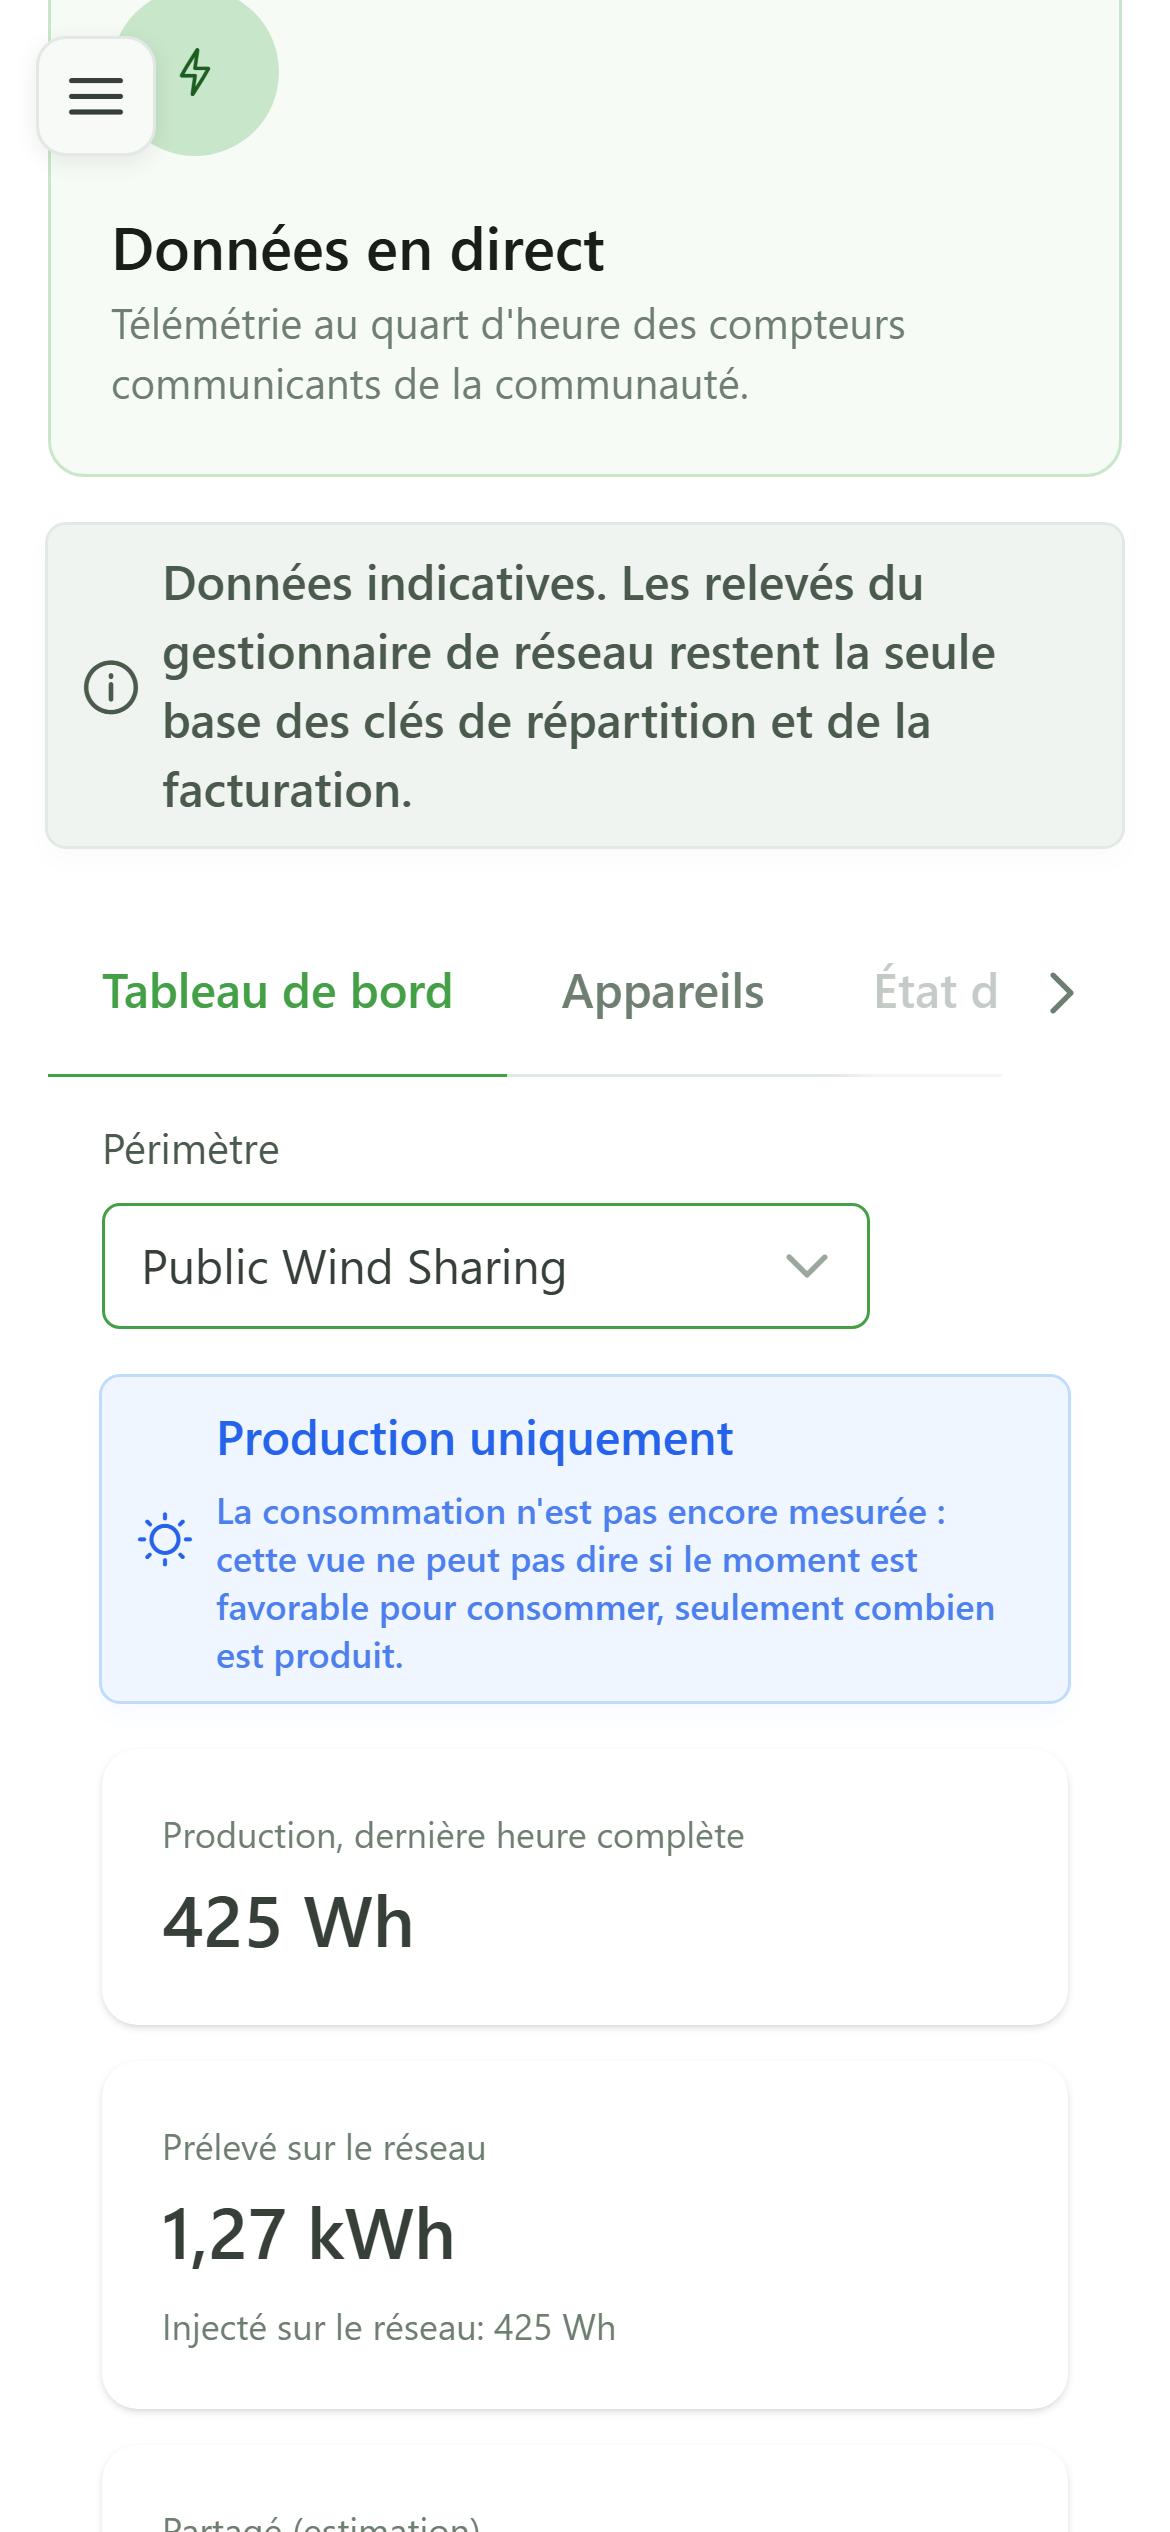 Données en direct
Télémétrie au quart d'heure des compteurs
communicants de la communauté.
Données indicatives. Les relevés du
gestionnaire de réseau restent la seule
base des clés de répartition et de la
facturation.
Tableau de bord Appareils État d
Périmètre
Public Wind Sharing
Production uniquement
La consommation n'est pas encore mesurée :
cette vue ne peut pas dire si le moment est
favorable pour consommer, seulement combien
est produit.
Production, dernière heure complète
425 Wh
Prélevé sur le réseau
1,27 kWh
Injecté sur le réseau: 425 Wh
Partagé (estimation)